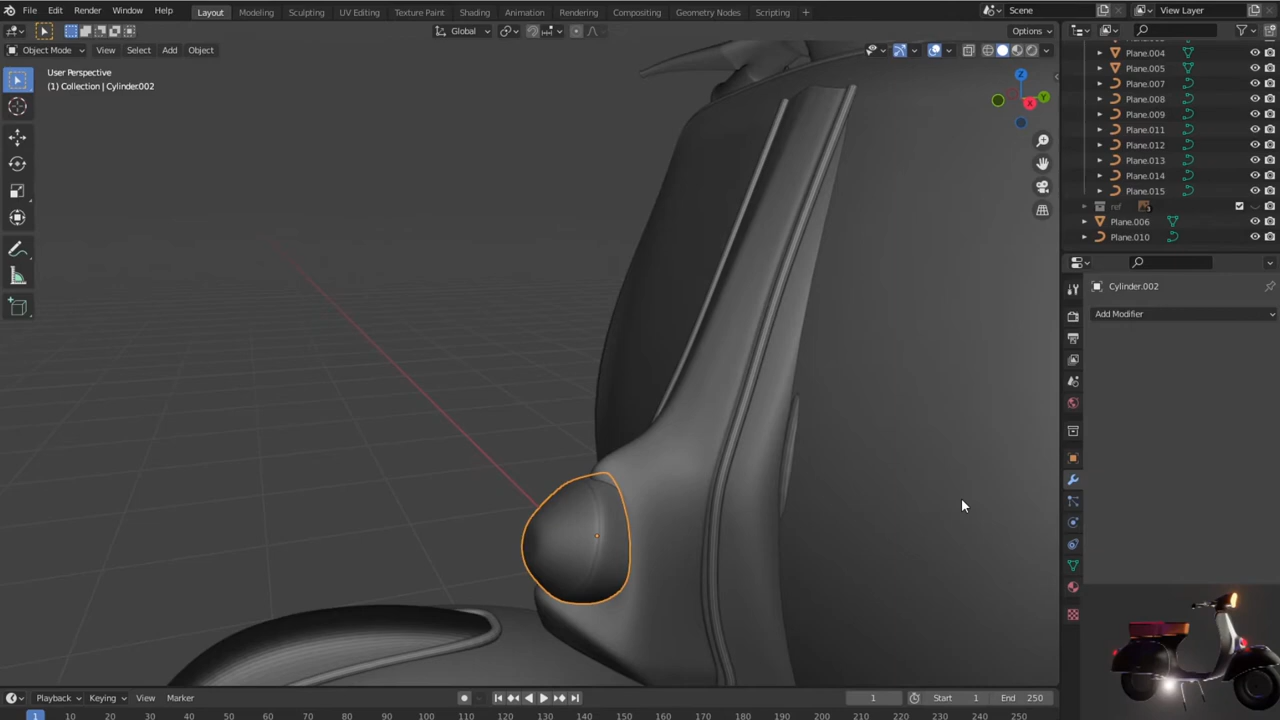 File Edit Render Window Help Layout Modeling Sculpting UV Editing Texture Paint Shading Animation Rendering Compositing Geometry Nodes Scripting + Scene View Layer
Global Options
Object Mode View Select Add Object
User Perspective
(1) Collection | Cylinder.002
Z
Y
X
Plane.004
Plane.005
Plane.007
Plane.008
Plane.009
Plane.011
Plane.012
Plane.013
Plane.014
Plane.015
ref
Plane.006
Plane.010
Cylinder.002
Add Modifier
Playback Keying View Marker 1 Start 1 End 250
1 10 20 30 40 50 60 70 80 90 100 110 120 130 140 150 160 170 180 190 200 210 220 230 240 250